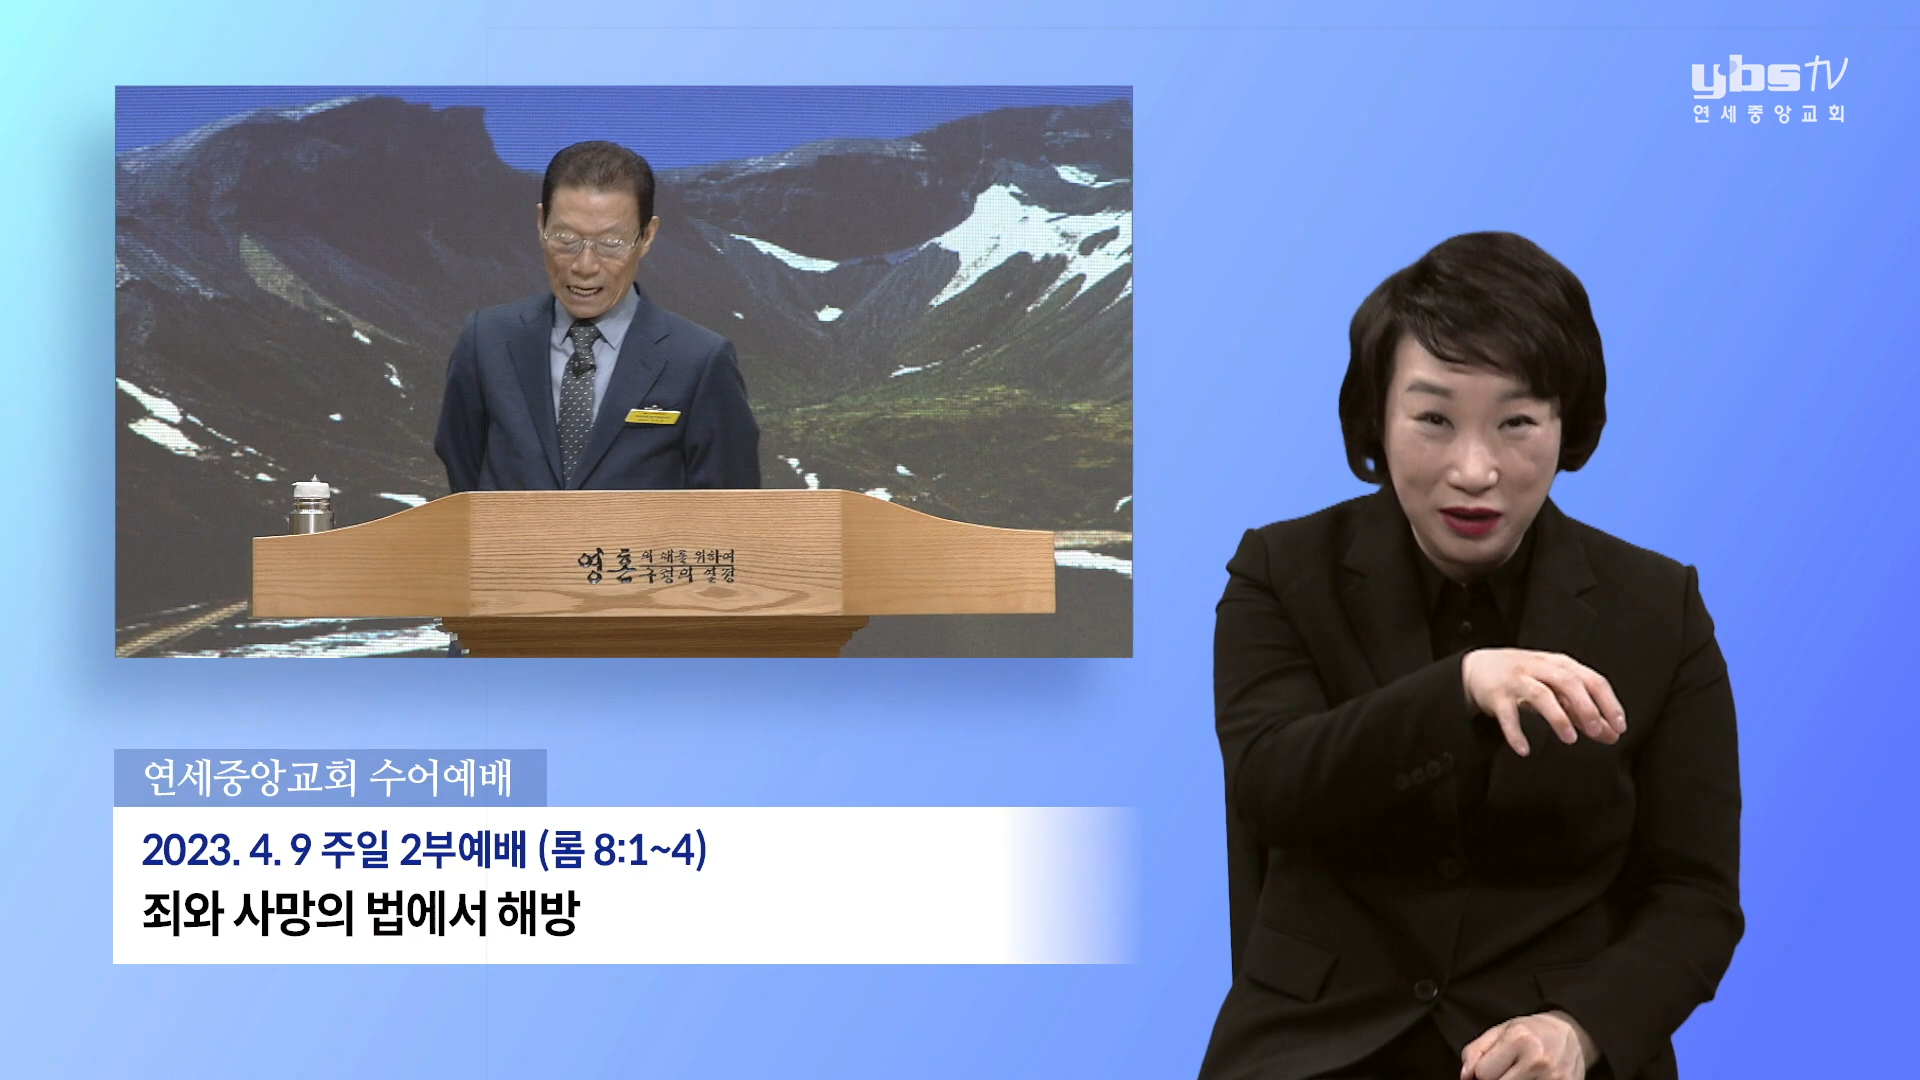 ybstv
연세중앙교회
영혼의 때를 위하여
구령의 열정
연세중앙교회 수어예배
2023. 4. 9 주일 2부예배 (롬 8:1~4)
죄와 사망의 법에서 해방